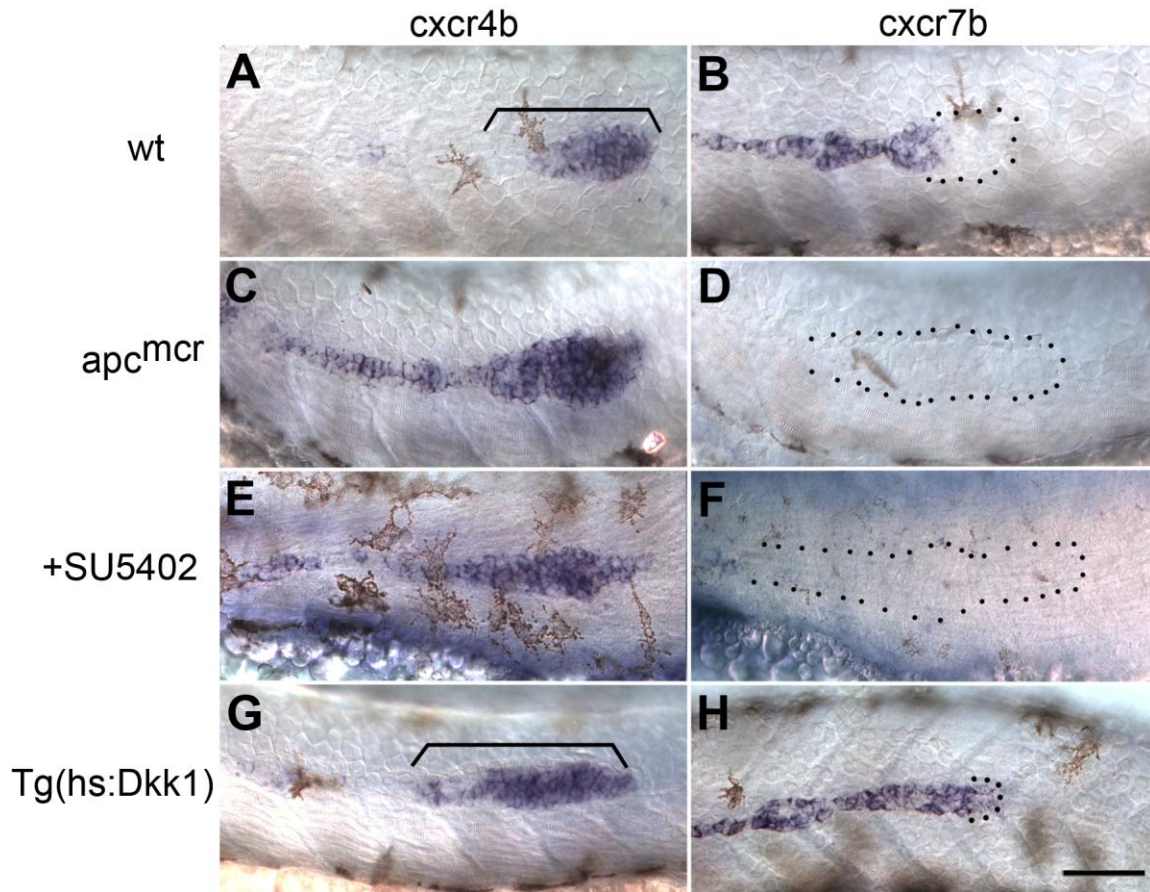 cxcr4b cxcr7b
wt A B
apcmcr C D
+SU5402 E F
Tg(hs:Dkk1) G H